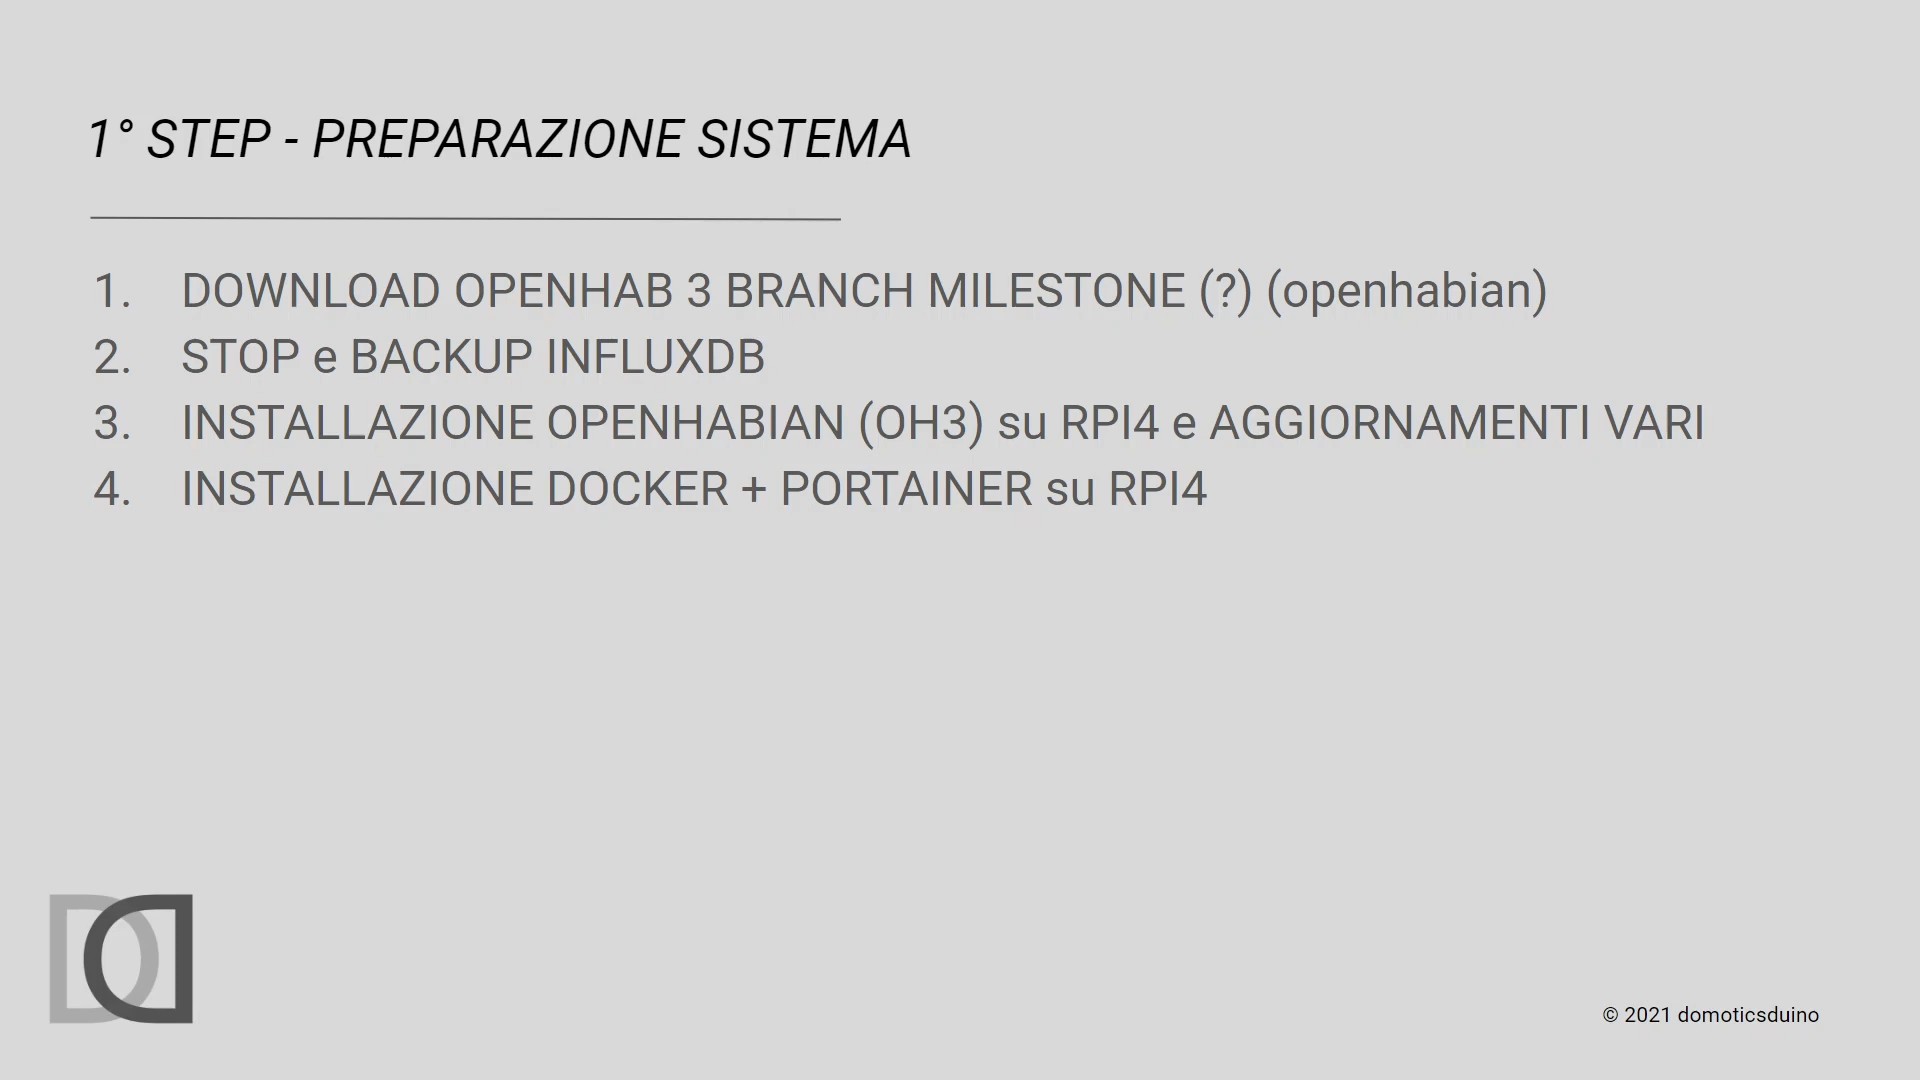 1° STEP - PREPARAZIONE SISTEMA
1. DOWNLOAD OPENHAB 3 BRANCH MILESTONE (?) (openhabian)
2. STOP e BACKUP INFLUXDB
3. INSTALLAZIONE OPENHABIAN (OH3) su RPI4 e AGGIORNAMENTI VARI
4. INSTALLAZIONE DOCKER + PORTAINER su RPI4
© 2021 domoticsduino